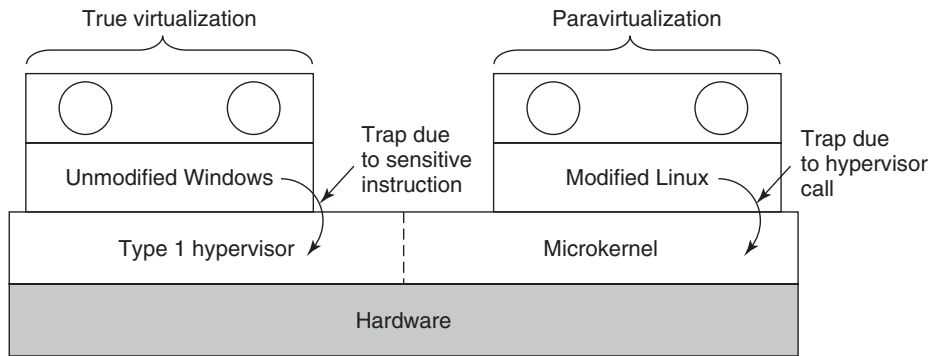 True virtualization
Paravirtualization
Trap due
to sensitive
instruction
Trap due
to hypervisor
call
Unmodified Windows
Modified Linux
Type 1 hypervisor
Microkernel
Hardware